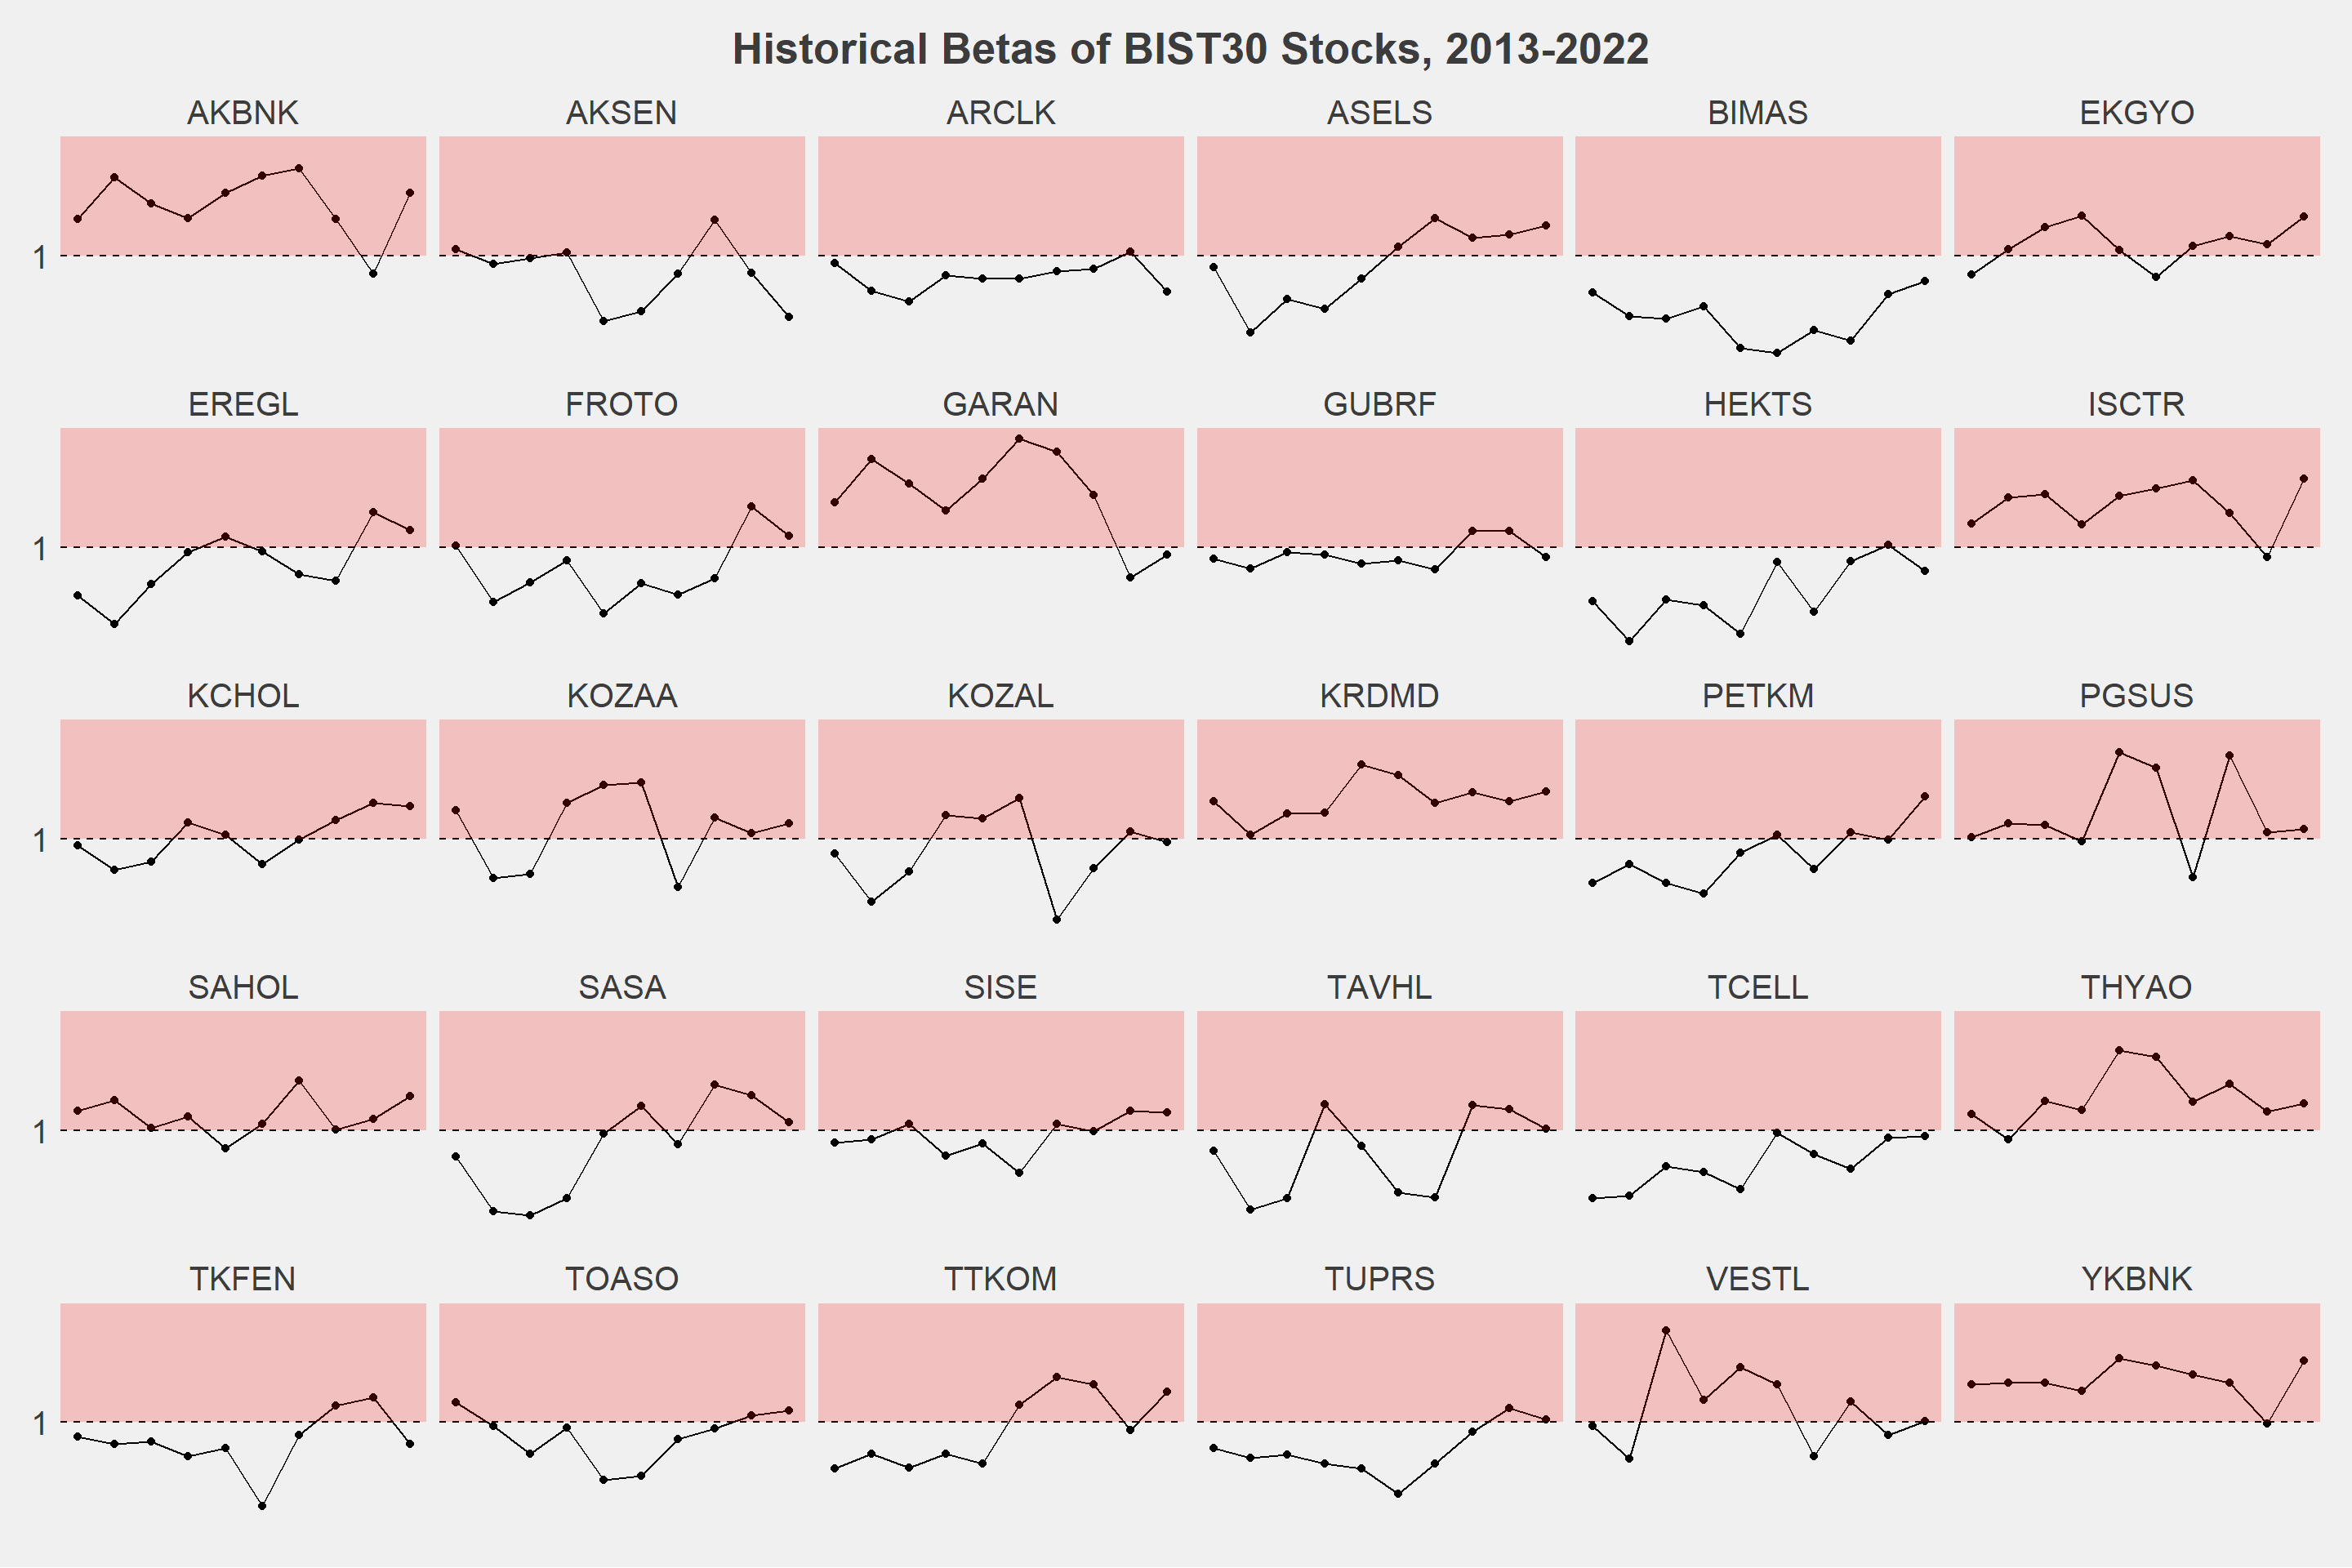 Historical Betas of BIST30 Stocks, 2013-2022
AKBNK AKSEN ARCLK ASELS BIMAS EKGYO
1
EREGL FROTO GARAN GUBRF HEKTS ISCTR
1
KCHOL KOZAA KOZAL KRDMD PETKM PGSUS
1
SAHOL SASA SISE TAVHL TCELL THYAO
1
TKFEN TOASO TTKOM TUPRS VESTL YKBNK
1